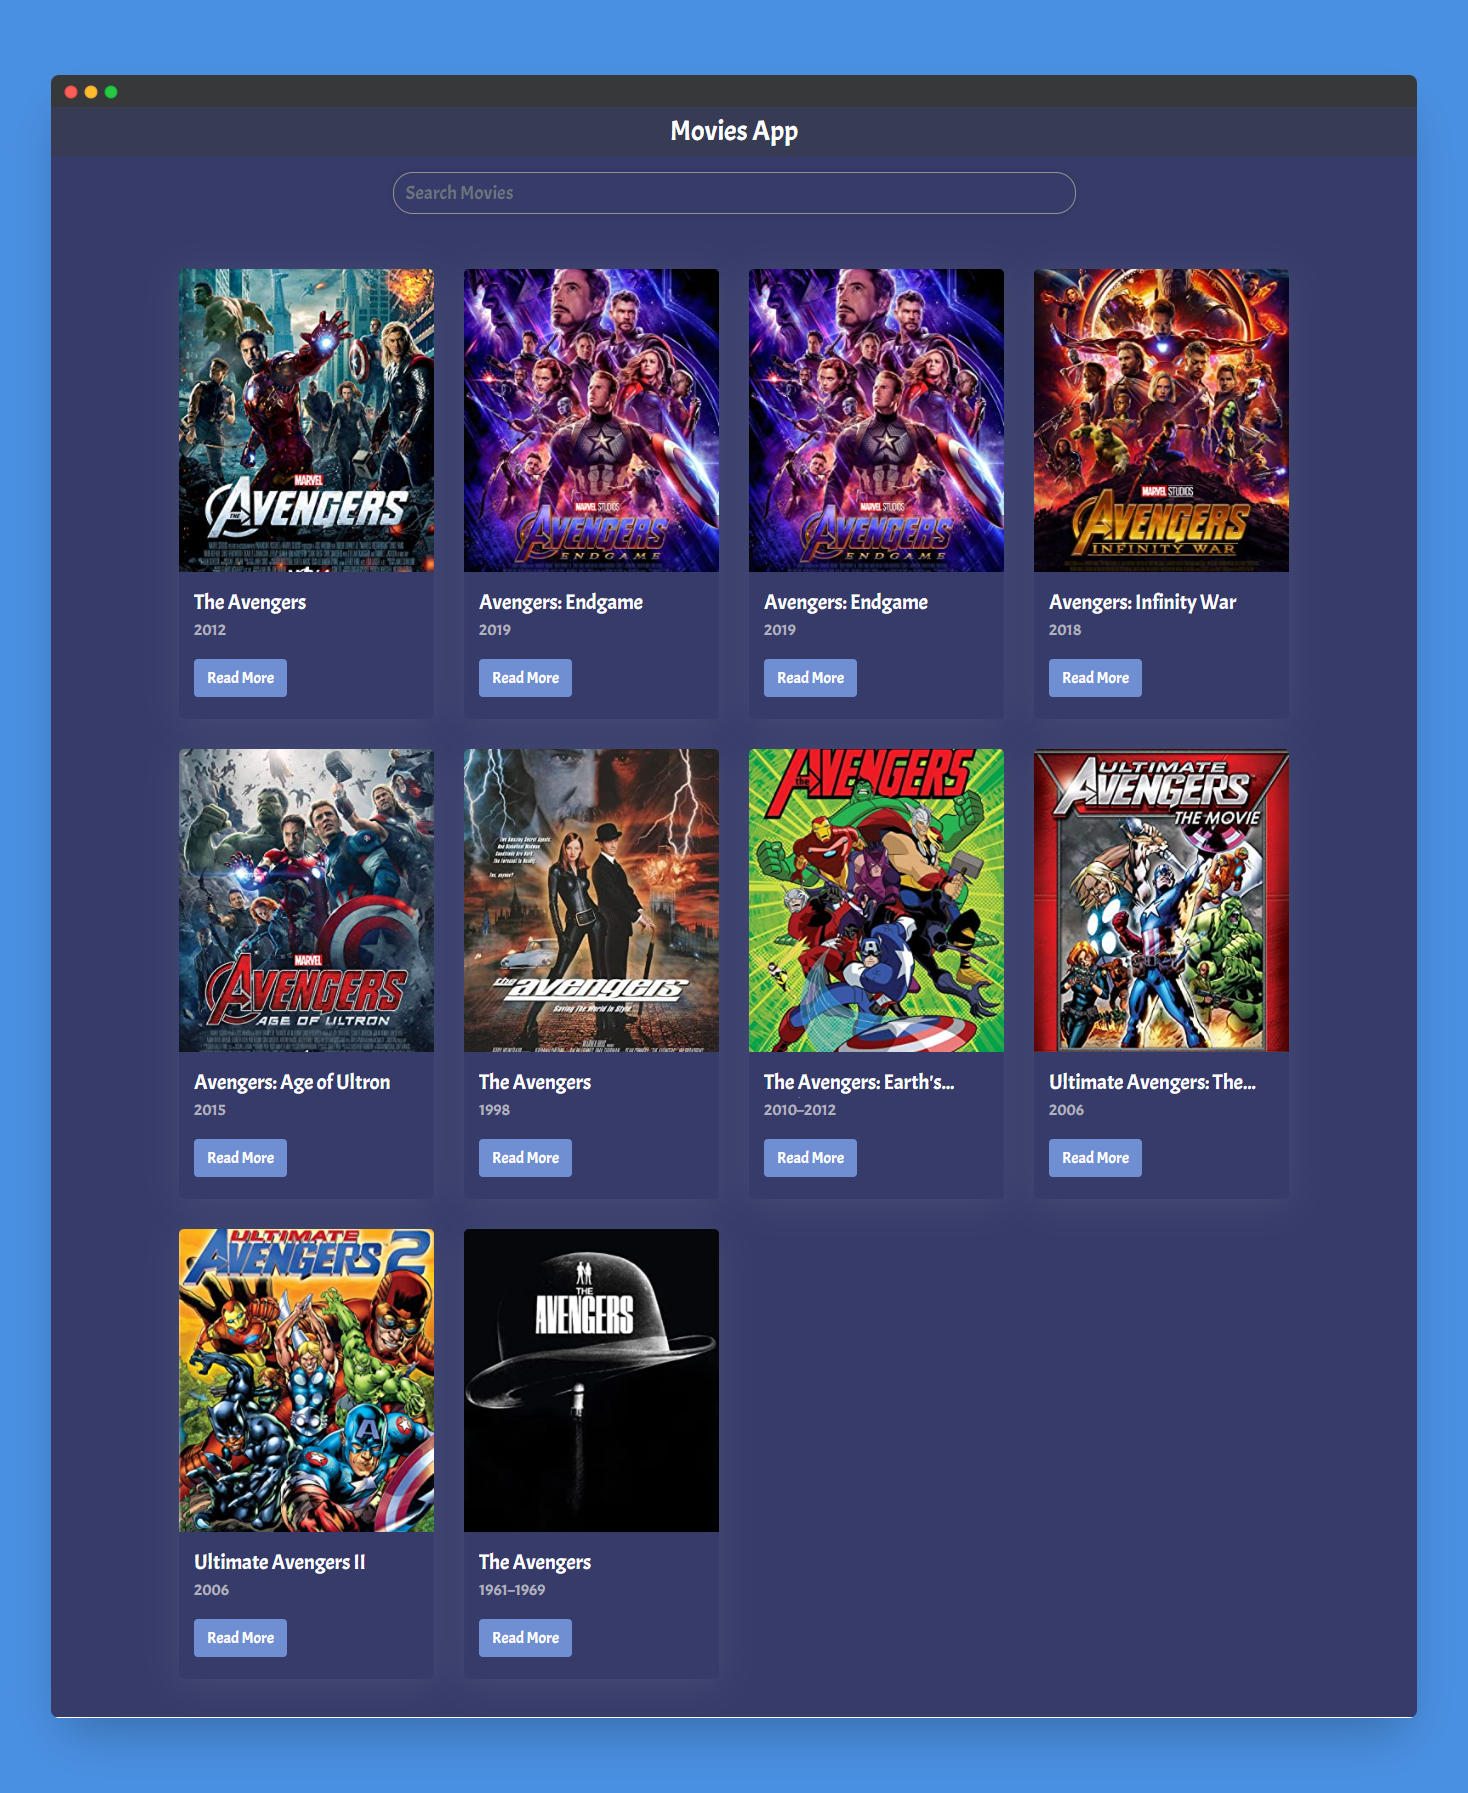 Movies App
Search Movies
MARVEL
THE AVENGERS
MARVEL STUDIOS
AVENGERS
ENDGAME
MARVEL STUDIOS
AVENGERS
ENDGAME
MARVEL STUDIOS
AVENGERS
INFINITY WAR
The Avengers
Avengers: Endgame
Avengers: Endgame
Avengers: Infinity War
2012
2019
2019
2018
Read More
Read More
Read More
Read More
MARVEL
AVENGERS
AGE OF ULTRON
the avengers
Saving The World In Style...
the AVENGERS
ULTIMATE
AVENGERS
THE MOVIE
Avengers: Age of Ultron
The Avengers
The Avengers: Earth's...
Ultimate Avengers: The...
2015
1998
2010–2012
2006
Read More
Read More
Read More
Read More
ULTIMATE
AVENGERS 2
THE
AVENGERS
Ultimate Avengers II
The Avengers
2006
1961–1969
Read More
Read More